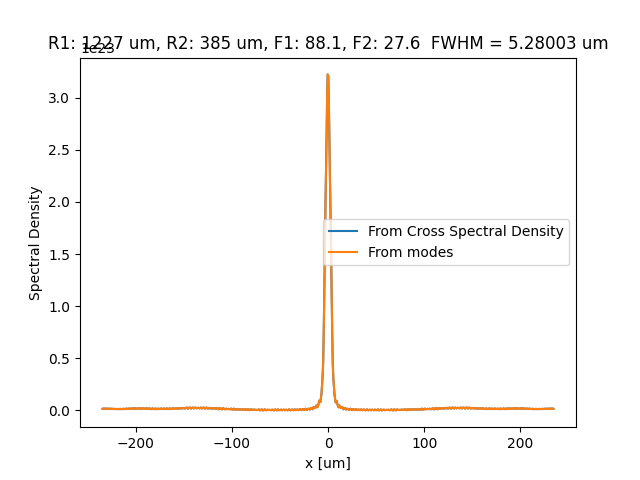 R1: 1227 um, R2: 385 um, F1: 88.1, F2: 27.6  FWHM = 5.28003 um
1e23
3.0
2.5
2.0
1.5
1.0
0.5
0.0
Spectral Density
From Cross Spectral Density
From modes
−200
−100
0
100
200
x [um]